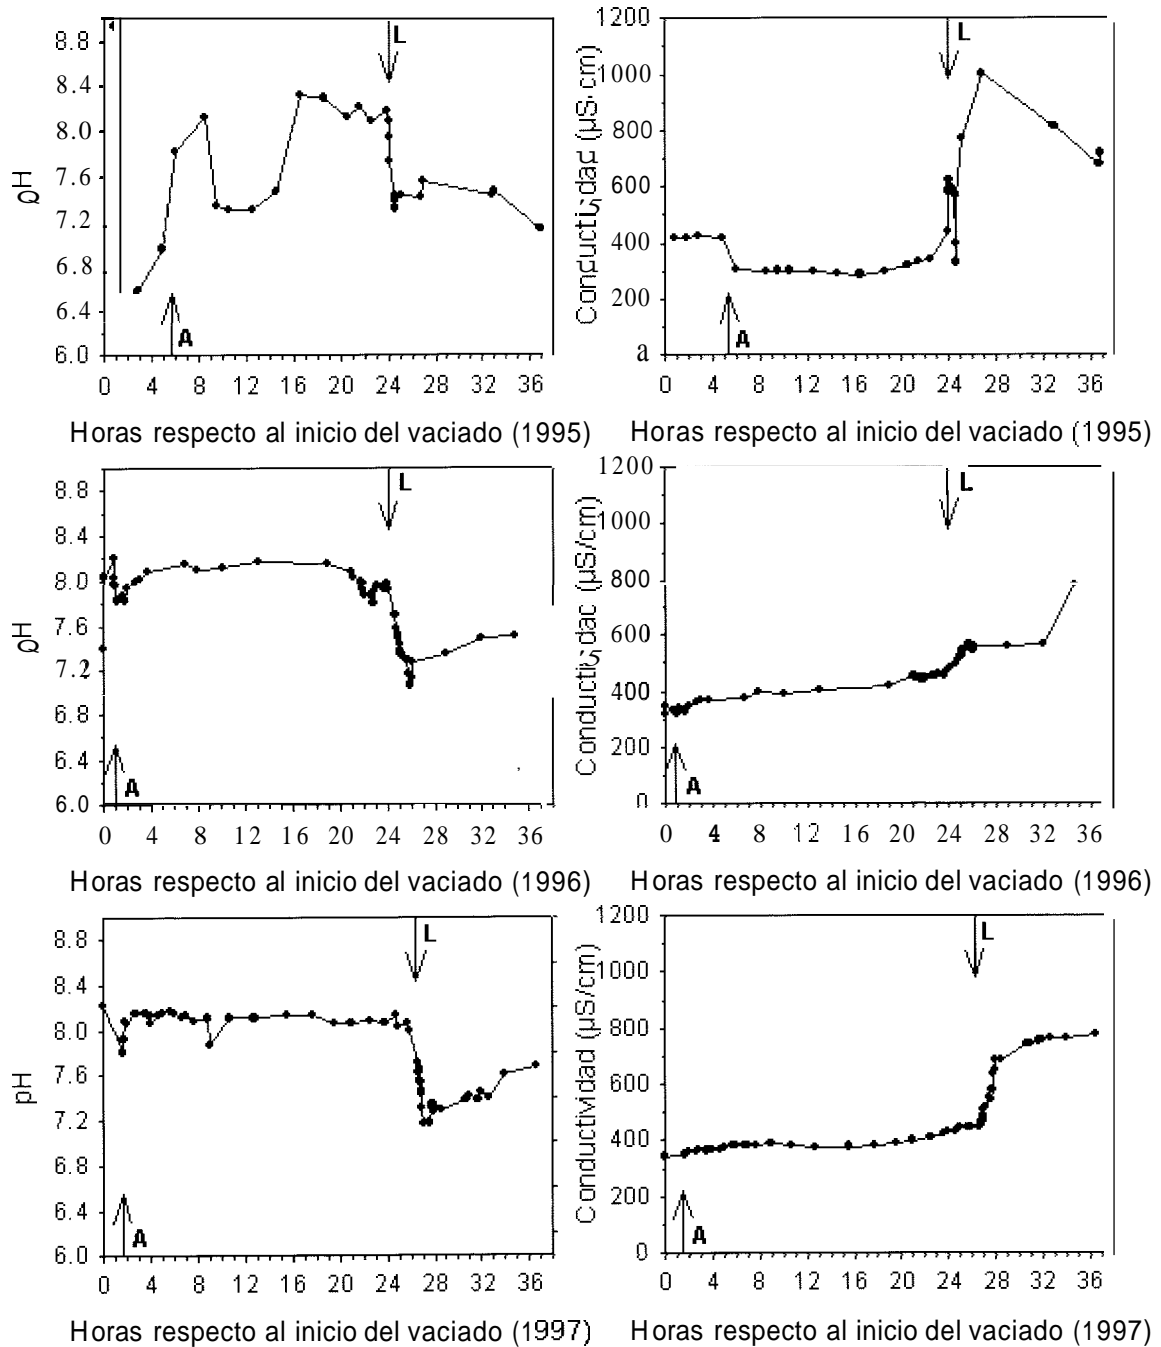 8.8
8.4
8.0
7.6
7.2
6.8
6.4
6.0
pH
L
A
0 4 8 12 16 20 24 28 32 36
Horas respecto al inicio del vaciado (1995)
1200
1000
800
600
400
200
a
Conductividad (µS·cm)
L
A
0 4 8 12 16 20 24 28 32 36
Horas respecto al inicio del vaciado (1995)
8.8
8.4
8.0
7.6
7.2
6.8
6.4
6.0
pH
L
A
0 4 8 12 16 20 24 28 32 36
Horas respecto al inicio del vaciado (1996)
1200
1000
800
600
400
200
0
Conductividad (µS/cm)
L
A
0 4 8 12 16 20 24 28 32 36
Horas respecto al inicio del vaciado (1996)
8.8
8.4
8.0
7.6
7.2
6.8
6.4
6.0
pH
L
A
0 4 8 12 16 20 24 28 32 36
Horas respecto al inicio del vaciado (1997)
1200
1000
800
600
400
200
0
Conductividad (µS/cm)
L
A
0 4 8 12 16 20 24 28 32 36
Horas respecto al inicio del vaciado (1997)